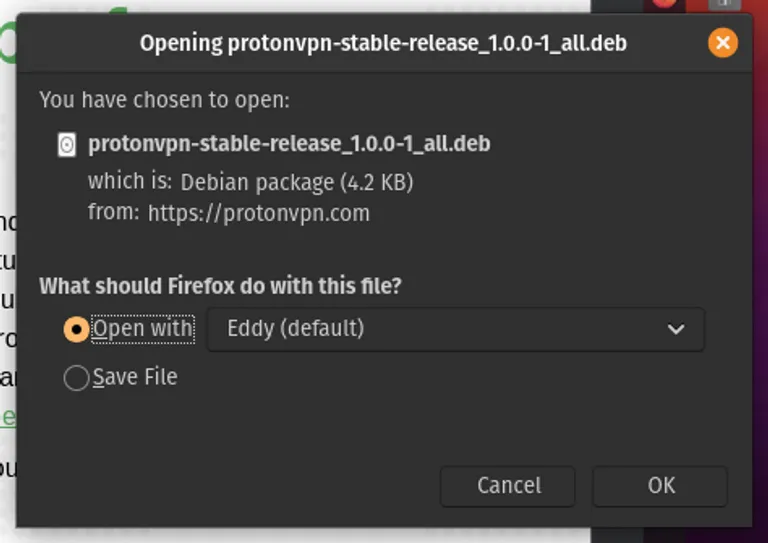 Opening protonvpn-stable-release_1.0.0-1_all.deb
You have chosen to open:
protonvpn-stable-release_1.0.0-1_all.deb
which is: Debian package (4.2 KB)
from: https://protonvpn.com
What should Firefox do with this file?
Open with
Eddy (default)
Save File
Cancel
OK